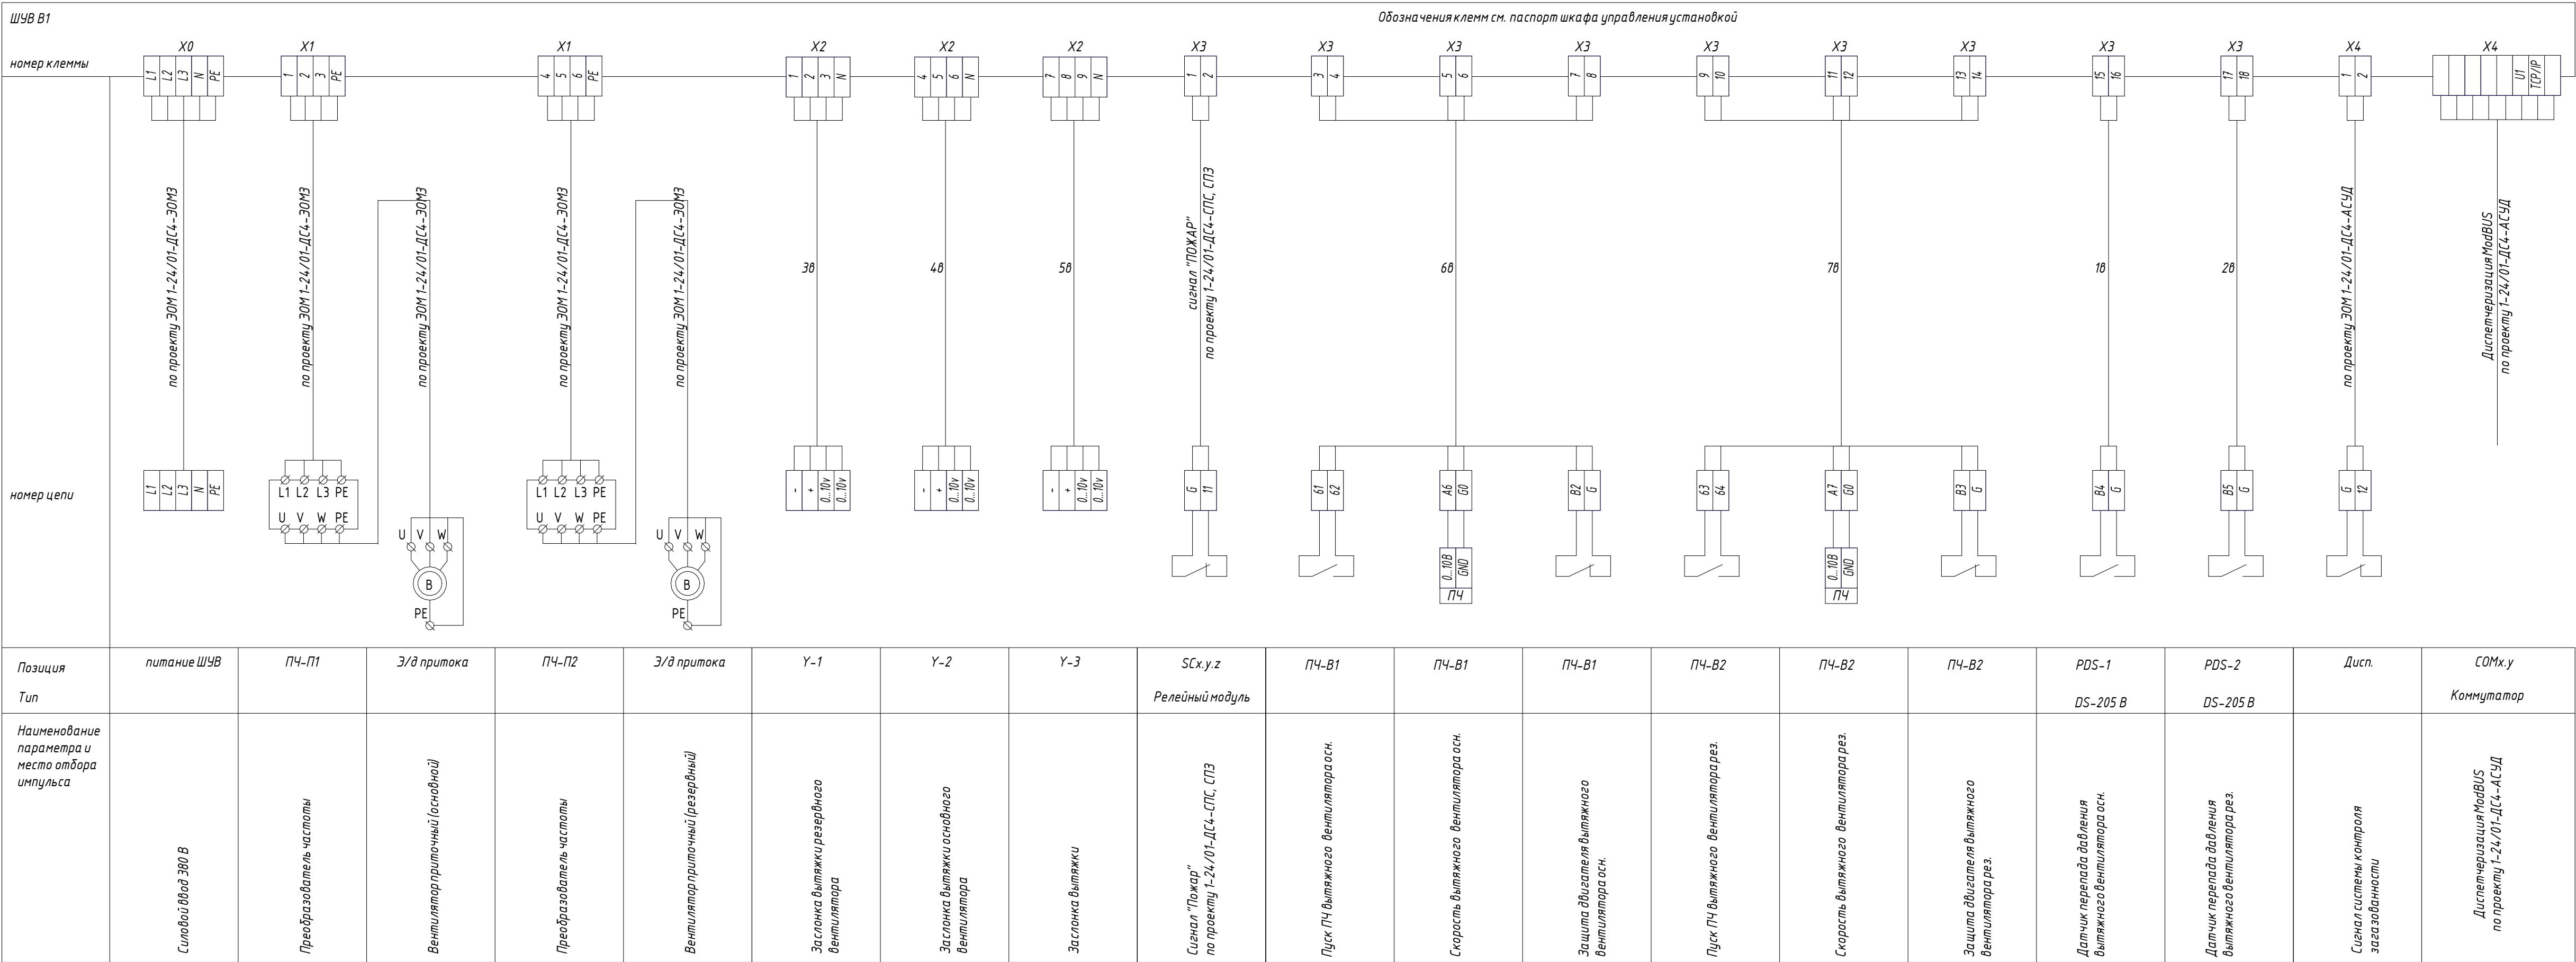 ШУВ В1
Обозначения клемм см. паспорт шкафа управления установкой
номер клеммы
X0
X1
X1
X2
X2
X2
X3
X3
X3
X3
X3
X3
X3
X3
X3
X4
X4
L1 L2 L3 N PE
1 2 3 PE
4 5 6 PE
1 2 3 N
4 5 6 N
7 8 9 N
1 2
3 4
5 6
7 8
9 10
11 12
13 14
15 16
17 18
1 2
U1 TCP/IP
по проекту ЭОМ 1-24/01-ДС4-ЭОМ3
по проекту ЭОМ 1-24/01-ДС4-ЭОМ3
по проекту ЭОМ 1-24/01-ДС4-ЭОМ3
по проекту ЭОМ 1-24/01-ДС4-ЭОМ3
по проекту ЭОМ 1-24/01-ДС4-ЭОМ3
3в
4в
5в
сигнал "ПОЖАР"
по проекту 1-24/01-ДС4-СПС, СПЗ
6в
7в
1в
2в
по проекту ЭОМ 1-24/01-ДС4-АСУД
Диспетчеризация ModBUS
по проекту 1-24/01-ДС4-АСУД
номер цепи
L1 L2 L3 N PE
L1 L2 L3 PE
U V W PE
U V W
В
PE
L1 L2 L3 PE
U V W PE
U V W
В
PE
- + 0...10v 0...10v
- + 0...10v 0...10v
- + 0...10v 0...10v
G 11
61 62
A6 G0
0...10В GND
ПЧ
B2 G
63 64
A7 G0
0...10В GND
ПЧ
B3 G
B4 G
B5 G
G 12
Позиция
питание ШУВ
ПЧ-П1
Э/д притока
ПЧ-П2
Э/д притока
Y-1
Y-2
Y-3
SCx.y.z
ПЧ-В1
ПЧ-В1
ПЧ-В1
ПЧ-В2
ПЧ-В2
ПЧ-В2
PDS-1
PDS-2
Дисп.
COMx.y
Тип
Релейный модуль
DS-205 B
DS-205 B
Коммутатор
Наименование
параметра и
место отбора
импульса
Силовой ввод 380 В
Преобразователь частоты
Вентилятор приточный (основной)
Преобразователь частоты
Вентилятор приточный (резервный)
Заслонка вытяжки резервного
вентилятора
Заслонка вытяжки основного
вентилятора
Заслонка вытяжки
Сигнал "Пожар"
по проекту 1-24/01-ДС4-СПС, СПЗ
Пуск ПЧ вытяжного вентилятора осн.
Скорость вытяжного вентилятора осн.
Защита двигателя вытяжного
вентилятора осн.
Пуск ПЧ вытяжного вентилятора рез.
Скорость вытяжного вентилятора рез.
Защита двигателя вытяжного
вентилятора рез.
Датчик перепада давления
вытяжного вентилятора осн.
Датчик перепада давления
вытяжного вентилятора рез.
Сигнал системы контроля
загазованности
Диспетчеризация ModBUS
по проекту 1-24/01-ДС4-АСУД